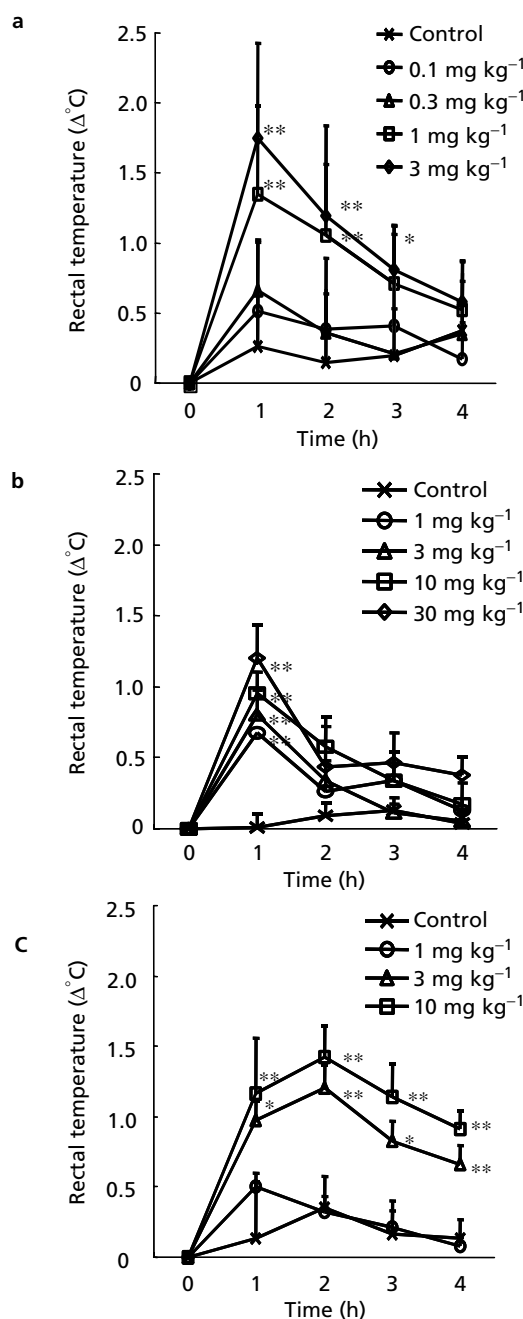 a
2.5
2.0
1.5
1.0
0.5
0
Rectal temperature (Δ°C)
Control
0.1 mg kg⁻¹
0.3 mg kg⁻¹
1 mg kg⁻¹
3 mg kg⁻¹
**
**
**
**
*
0 1 2 3 4
Time (h)
b
2.5
2.0
1.5
1.0
0.5
0
Rectal temperature (Δ°C)
Control
1 mg kg⁻¹
3 mg kg⁻¹
10 mg kg⁻¹
30 mg kg⁻¹
**
**
**
**
0 1 2 3 4
Time (h)
C
2.5
2.0
1.5
1.0
0.5
0
Rectal temperature (Δ°C)
Control
1 mg kg⁻¹
3 mg kg⁻¹
10 mg kg⁻¹
** ** ** **
* ** * **
0 1 2 3 4
Time (h)